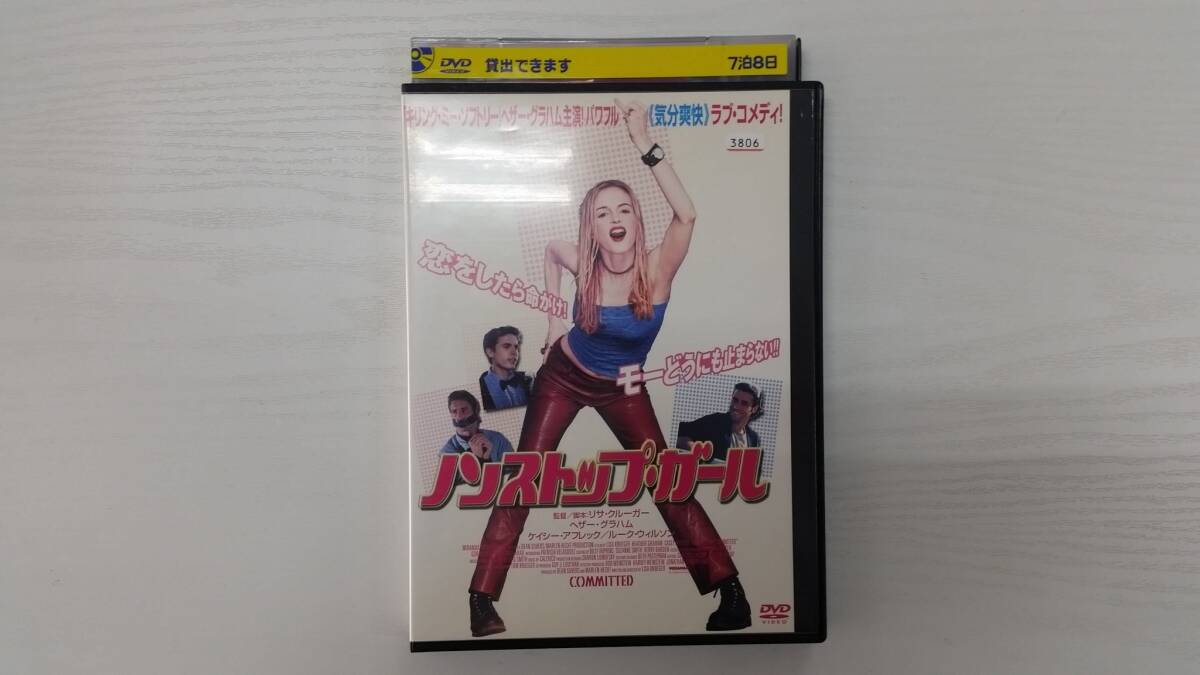 DVD VIDEO 貸出できます 7泊8日
キリング・ミー・ソフトリー ヘザー・グラハム主演! パワフル 《気分爽快》ラブ・コメディ!
3806
恋をしたら命がけ!
モーどうにも止まらない!!
ノンストップ・ガール
監督/脚本:リサ・クルーガー
ヘザー・グラハム
ケイシー・アフレック/ルーク・ウィルソン
COMMITTED
DVD
VIDEO